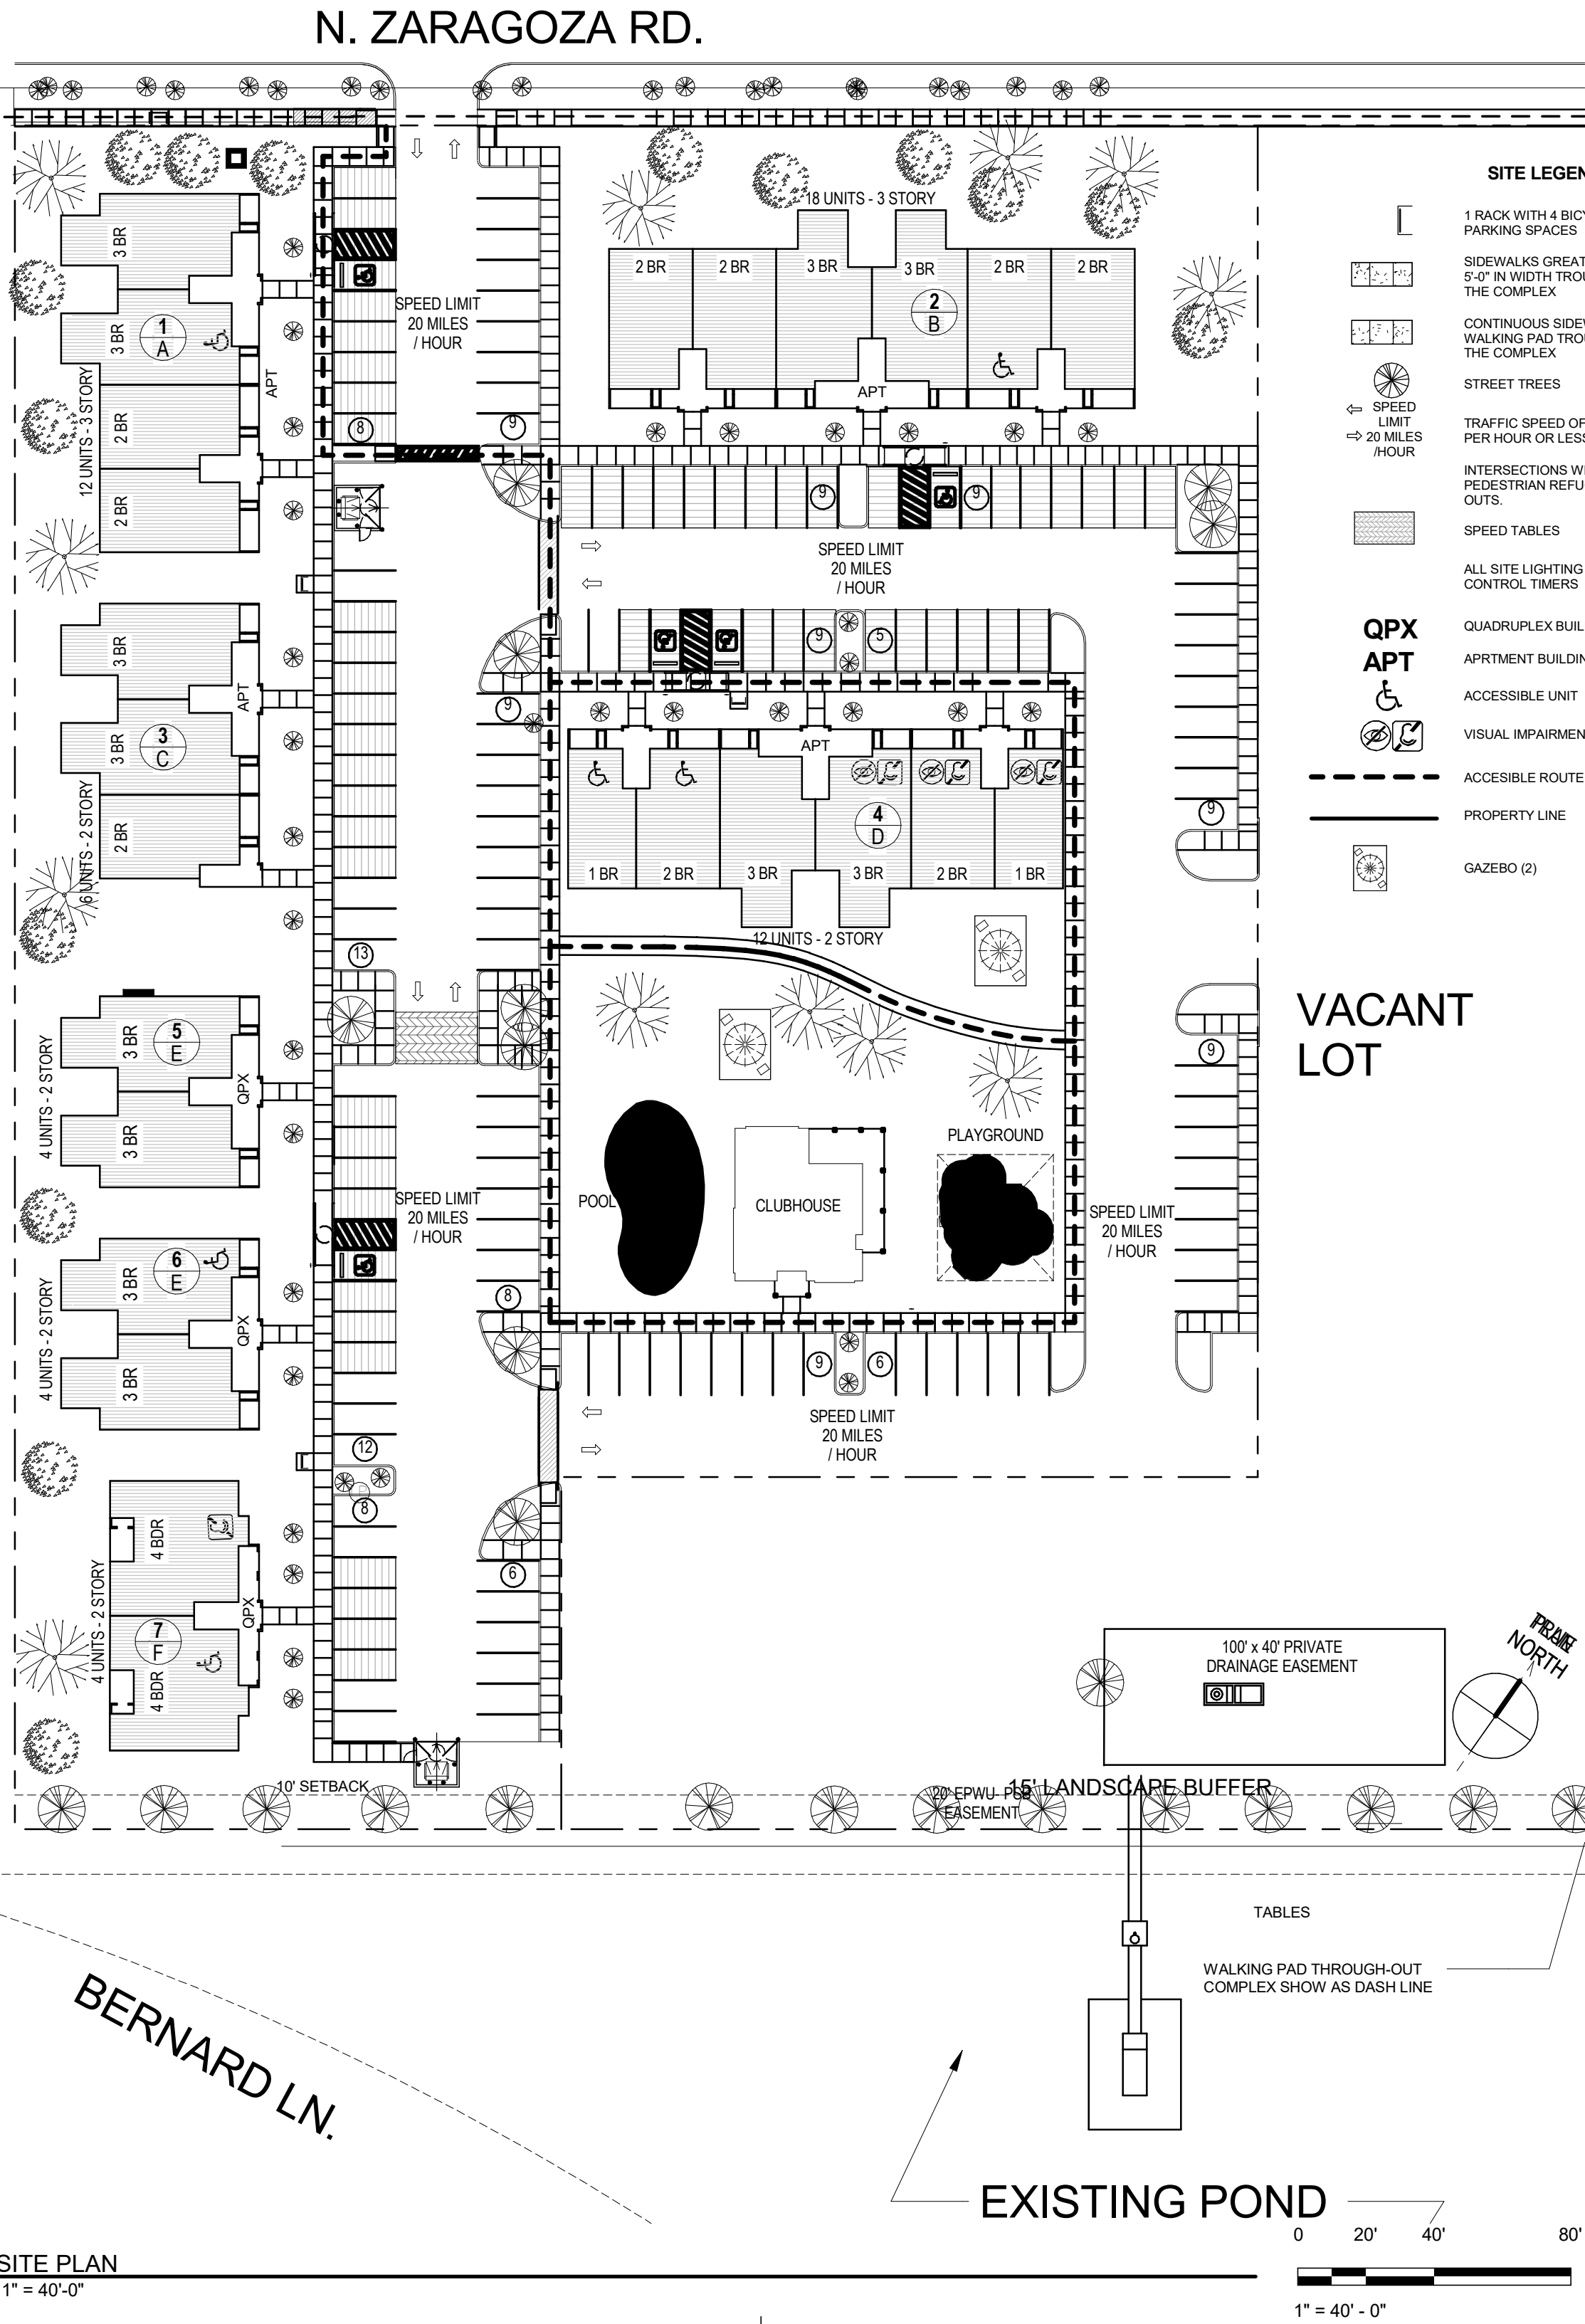 N. ZARAGOZA RD.
SITE LEGEN
1 RACK WITH 4 BICY
PARKING SPACES
SIDEWALKS GREAT
5'-0" IN WIDTH TROU
THE COMPLEX
CONTINUOUS SIDE
WALKING PAD TROU
THE COMPLEX
STREET TREES
SPEED
LIMIT
20 MILES
/HOUR
TRAFFIC SPEED OF
PER HOUR OR LESS
INTERSECTIONS WI
PEDESTRIAN REFU
OUTS.
SPEED TABLES
ALL SITE LIGHTING
CONTROL TIMERS
QPX
QUADRUPLEX BUIL
APT
APRTMENT BUILDIN
ACCESSIBLE UNIT
VISUAL IMPAIRMEN
ACCESIBLE ROUTE
PROPERTY LINE
GAZEBO (2)
3 BR
3 BR
2 BR
2 BR
1
A
12 UNITS - 3 STORY
APT
SPEED LIMIT
20 MILES
/ HOUR
8
9
18 UNITS - 3 STORY
2 BR
2 BR
3 BR
3 BR
2 BR
2 BR
2
B
APT
9
9
SPEED LIMIT
20 MILES
/ HOUR
9
5
3 BR
3 BR
2 BR
3
C
6 UNITS - 2 STORY
APT
9
13
APT
4
D
1 BR
2 BR
3 BR
3 BR
2 BR
1 BR
12 UNITS - 2 STORY
9
9
VACANT
LOT
3 BR
3 BR
5
E
4 UNITS - 2 STORY
QPX
SPEED LIMIT
20 MILES
/ HOUR
POOL
CLUBHOUSE
PLAYGROUND
SPEED LIMIT
20 MILES
/ HOUR
3 BR
3 BR
6
E
4 UNITS - 2 STORY
QPX
8
9
6
SPEED LIMIT
20 MILES
/ HOUR
12
8
6
4 BDR
4 BDR
7
F
4 UNITS - 2 STORY
QPX
100' x 40' PRIVATE
DRAINAGE EASEMENT
PLAN
TRUE
NORTH
10' SETBACK
20' EPWU- PSB
EASEMENT
15' LANDSCAPE BUFFER
TABLES
WALKING PAD THROUGH-OUT
COMPLEX SHOW AS DASH LINE
BERNARD LN.
EXISTING POND
0 20' 40' 80'
1" = 40' - 0"
SITE PLAN
1" = 40'-0"